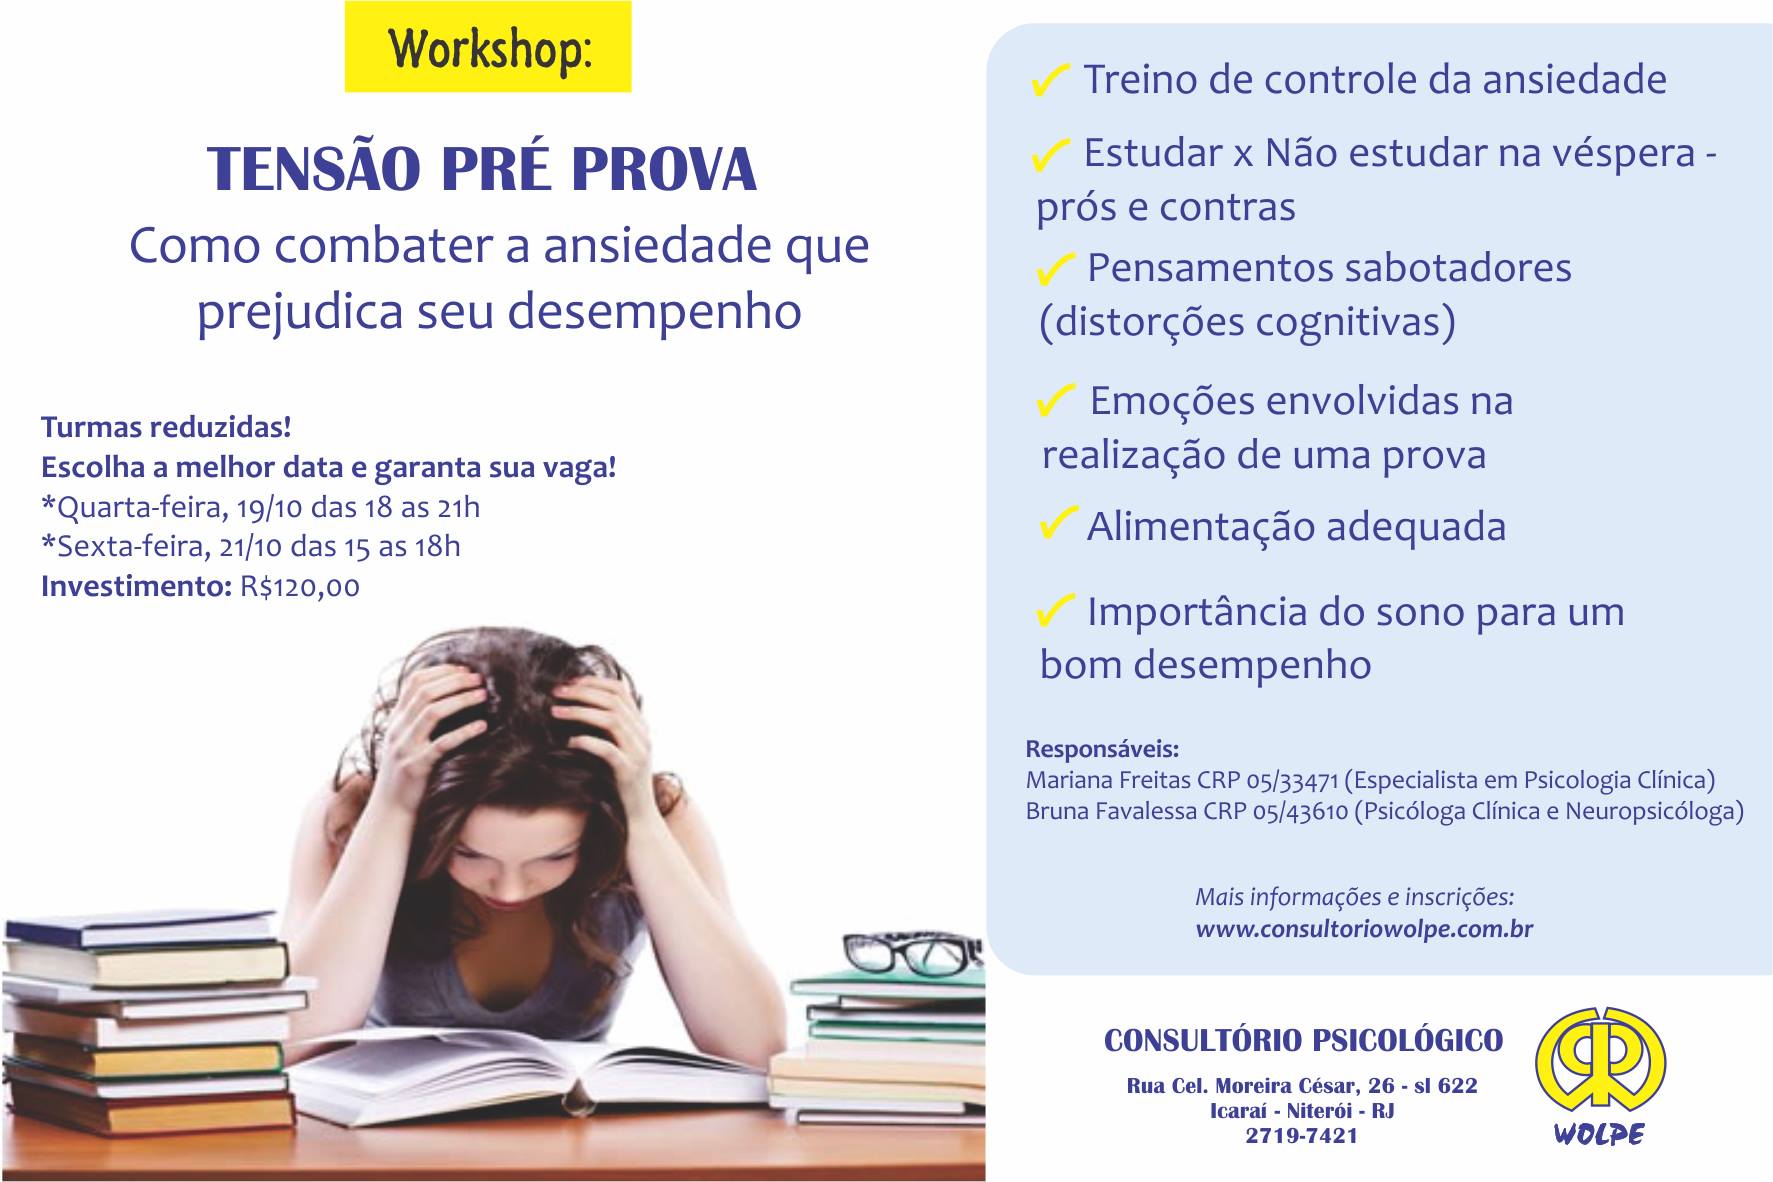 Workshop:
TENSÃO PRÉ PROVA
Como combater a ansiedade que
prejudica seu desempenho
Turmas reduzidas!
Escolha a melhor data e garanta sua vaga!
*Quarta-feira, 19/10 das 18 as 21h
*Sexta-feira, 21/10 das 15 as 18h
Investimento: R$120,00
Treino de controle da ansiedade
Estudar x Não estudar na véspera -
prós e contras
Pensamentos sabotadores
(distorções cognitivas)
Emoções envolvidas na
realização de uma prova
Alimentação adequada
Importância do sono para um
bom desempenho
Responsáveis:
Mariana Freitas CRP 05/33471 (Especialista em Psicologia Clínica)
Bruna Favalessa CRP 05/43610 (Psicóloga Clínica e Neuropsicóloga)
Mais informações e inscrições:
www.consultoriowolpe.com.br
CONSULTÓRIO PSICOLÓGICO
Rua Cel. Moreira César, 26 - sl 622
Icaraí - Niterói - RJ
2719-7421
WOLPE